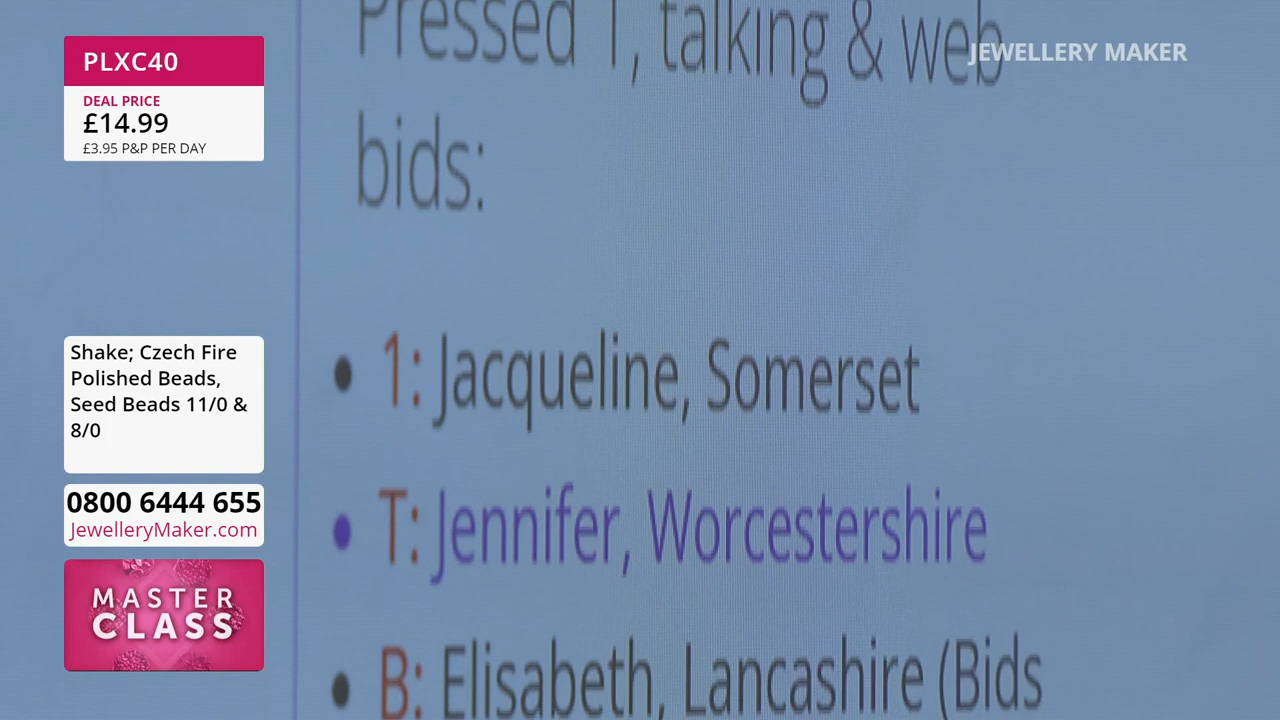 PLXC40
DEAL PRICE
£14.99
£3.95 P&P PER DAY
JEWELLERY MAKER
Pressed 1, talking & web
bids:
• 1: Jacqueline, Somerset
• T: Jennifer, Worcestershire
• B: Elisabeth, Lancashire (Bids
Shake; Czech Fire
Polished Beads,
Seed Beads 11/0 &
8/0
0800 6444 655
JewelleryMaker.com
MASTER
CLASS